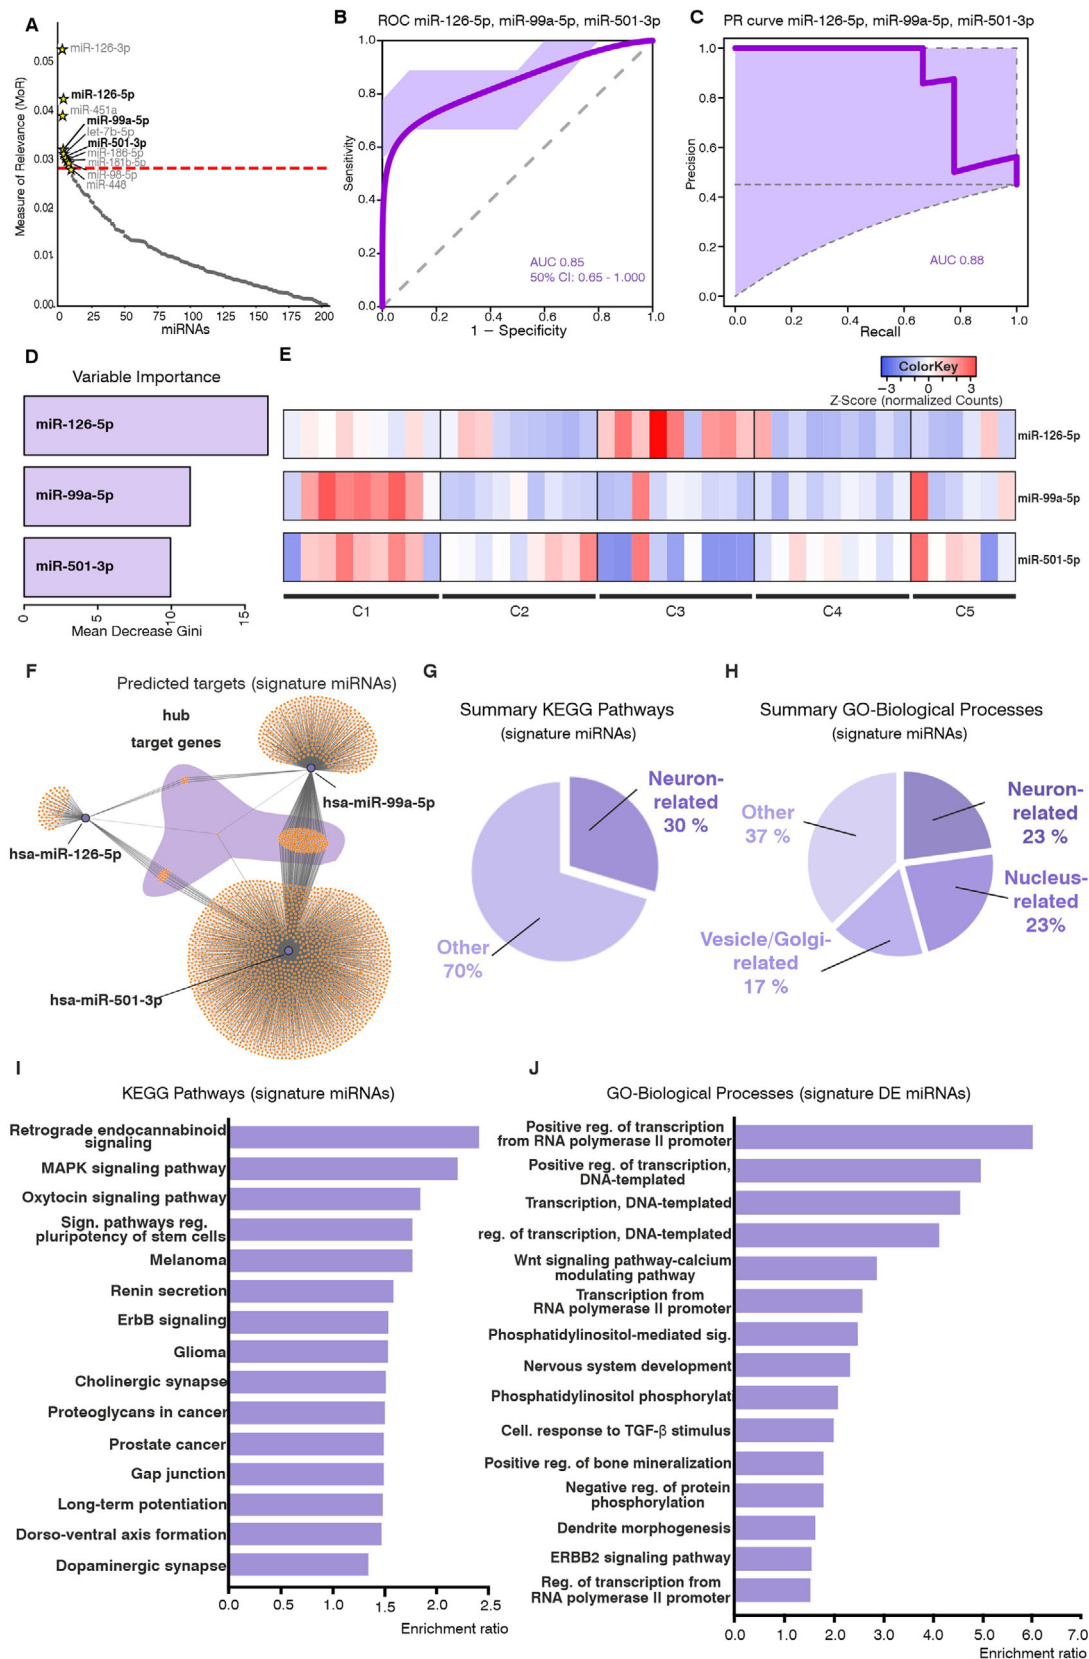 A
miR-126-3p
miR-126-5p
miR-451a
miR-99a-5p
let-7b-5p
miR-501-3p
miR-186-5p
miR-181b-5p
miR-98-5p
miR-448
Measure of Relevance (MoR)
0.05
0.04
0.03
0.02
0.01
0.00
0 25 50 75 100 125 150 175 200
miRNAs
B
ROC miR-126-5p, miR-99a-5p, miR-501-3p
Sensitivity
1.0
0.8
0.6
0.4
0.2
0.0
AUC 0.85
50% CI: 0.65 - 1.000
0.0 0.2 0.4 0.6 0.8 1.0
1 – Specificity
C
PR curve miR-126-5p, miR-99a-5p, miR-501-3p
Precision
1.0
0.8
0.6
0.4
0.2
0.0
AUC 0.88
0.0 0.2 0.4 0.6 0.8 1.0
Recall
D
Variable Importance
miR-126-5p
miR-99a-5p
miR-501-3p
0 5 10 15
Mean Decrease Gini
E
ColorKey
−3 0 3
Z-Score (normalized Counts)
miR-126-5p
miR-99a-5p
miR-501-5p
C1 C2 C3 C4 C5
F
Predicted targets (signature miRNAs)
hub
target genes
hsa-miR-99a-5p
hsa-miR-126-5p
hsa-miR-501-3p
G
Summary KEGG Pathways
(signature miRNAs)
Neuron-
related
30 %
Other
70%
H
Summary GO-Biological Processes
(signature miRNAs)
Neuron-
related
23 %
Other
37 %
Nucleus-
related
23%
Vesicle/Golgi-
related
17 %
I
KEGG Pathways (signature miRNAs)
Retrograde endocannabinoid
signaling
MAPK signaling pathway
Oxytocin signaling pathway
Sign. pathways reg.
pluripotency of stem cells
Melanoma
Renin secretion
ErbB signaling
Glioma
Cholinergic synapse
Proteoglycans in cancer
Prostate cancer
Gap junction
Long-term potentiation
Dorso-ventral axis formation
Dopaminergic synapse
0.0 0.5 1.0 1.5 2.0 2.5
Enrichment ratio
J
GO-Biological Processes (signature DE miRNAs)
Positive reg. of transcription
from RNA polymerase II promoter
Positive reg. of transcription,
DNA-templated
Transcription, DNA-templated
reg. of transcription, DNA-templated
Wnt signaling pathway-calcium
modulating pathway
Transcription from
RNA polymerase II promoter
Phosphatidylinositol-mediated sig.
Nervous system development
Phosphatidylinositol phosphorylat
Cell. response to TGF-β stimulus
Positive reg. of bone mineralization
Negative reg. of protein
phosphorylation
Dendrite morphogenesis
ERBB2 signaling pathway
Reg. of transcription from
RNA polymerase II promoter
0.0 1.0 2.0 3.0 4.0 5.0 6.0 7.0
Enrichment ratio